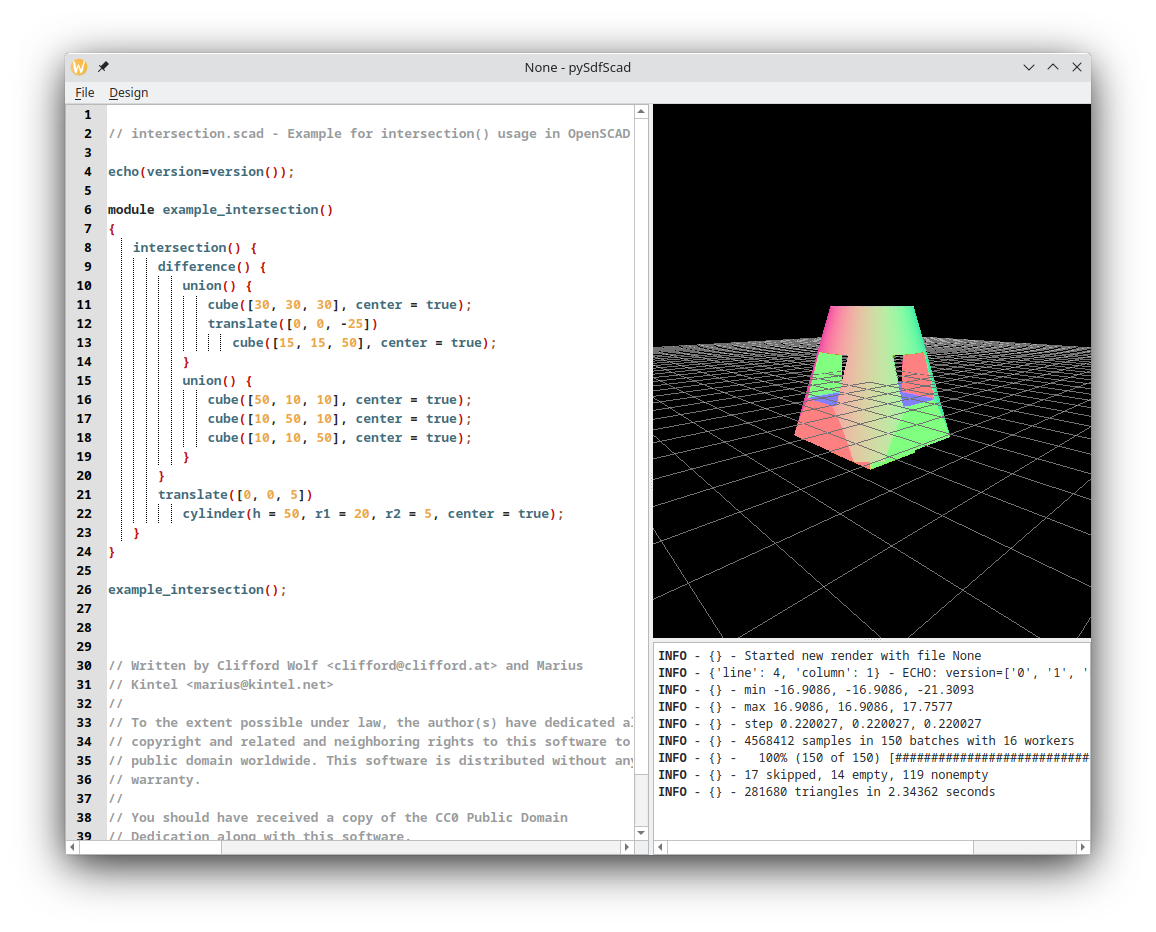 None - pySdfScad
File Design
1
2 // intersection.scad - Example for intersection() usage in OpenSCAD
3
4 echo(version=version());
5
6 module example_intersection()
7 {
8 intersection() {
9 difference() {
10 union() {
11 cube([30, 30, 30], center = true);
12 translate([0, 0, -25])
13 cube([15, 15, 50], center = true);
14 }
15 union() {
16 cube([50, 10, 10], center = true);
17 cube([10, 50, 10], center = true);
18 cube([10, 10, 50], center = true);
19 }
20 }
21 translate([0, 0, 5])
22 cylinder(h = 50, r1 = 20, r2 = 5, center = true);
23 }
24 }
25
26 example_intersection();
27
28
29
30 // Written by Clifford Wolf <clifford@clifford.at> and Marius
31 // Kintel <marius@kintel.net>
32 //
33 // To the extent possible under law, the author(s) have dedicated
34 // copyright and related and neighboring rights to this software to
35 // public domain worldwide. This software is distributed without any
36 // warranty.
37 //
38 // You should have received a copy of the CC0 Public Domain
39 // Dedication along with this software.
INFO - {} - Started new render with file None
INFO - {'line': 4, 'column': 1} - ECHO: version=['0', '1', '
INFO - {} - min -16.9086, -16.9086, -21.3093
INFO - {} - max 16.9086, 16.9086, 17.7577
INFO - {} - step 0.220027, 0.220027, 0.220027
INFO - {} - 4568412 samples in 150 batches with 16 workers
INFO - {} - 100% (150 of 150) [###########################
INFO - {} - 17 skipped, 14 empty, 119 nonempty
INFO - {} - 281680 triangles in 2.34362 seconds